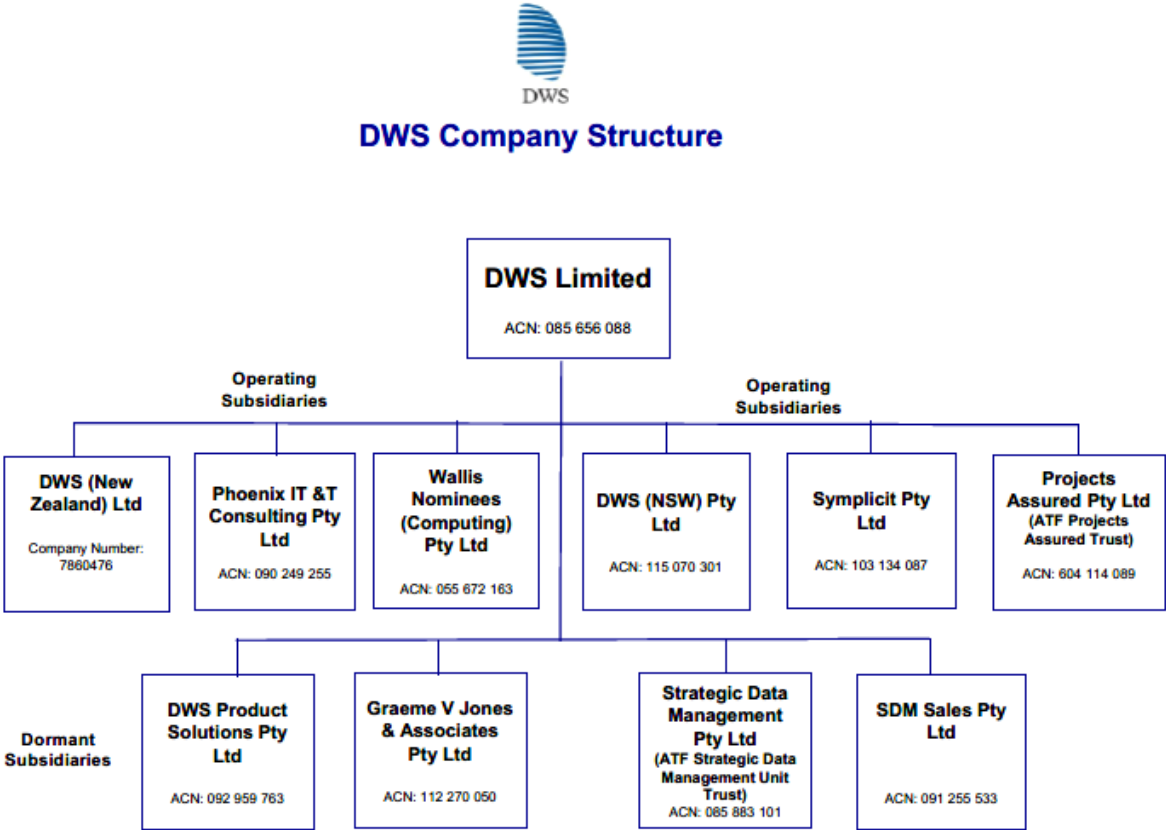 DWS
DWS Company Structure
DWS Limited
ACN: 085 656 088
Operating
Subsidiaries
Operating
Subsidiaries
DWS (New
Zealand) Ltd
Company Number:
7860476
Phoenix IT &T
Consulting Pty
Ltd
ACN: 090 249 255
Wallis
Nominees
(Computing)
Pty Ltd
ACN: 055 672 163
DWS (NSW) Pty
Ltd
ACN: 115 070 301
Symplicit Pty
Ltd
ACN: 103 134 087
Projects
Assured Pty Ltd
(ATF Projects
Assured Trust)
ACN: 604 114 089
Dormant
Subsidiaries
DWS Product
Solutions Pty
Ltd
ACN: 092 959 763
Graeme V Jones
& Associates
Pty Ltd
ACN: 112 270 050
Strategic Data
Management
Pty Ltd
(ATF Strategic Data
Management Unit
Trust)
ACN: 085 883 101
SDM Sales Pty
Ltd
ACN: 091 255 533